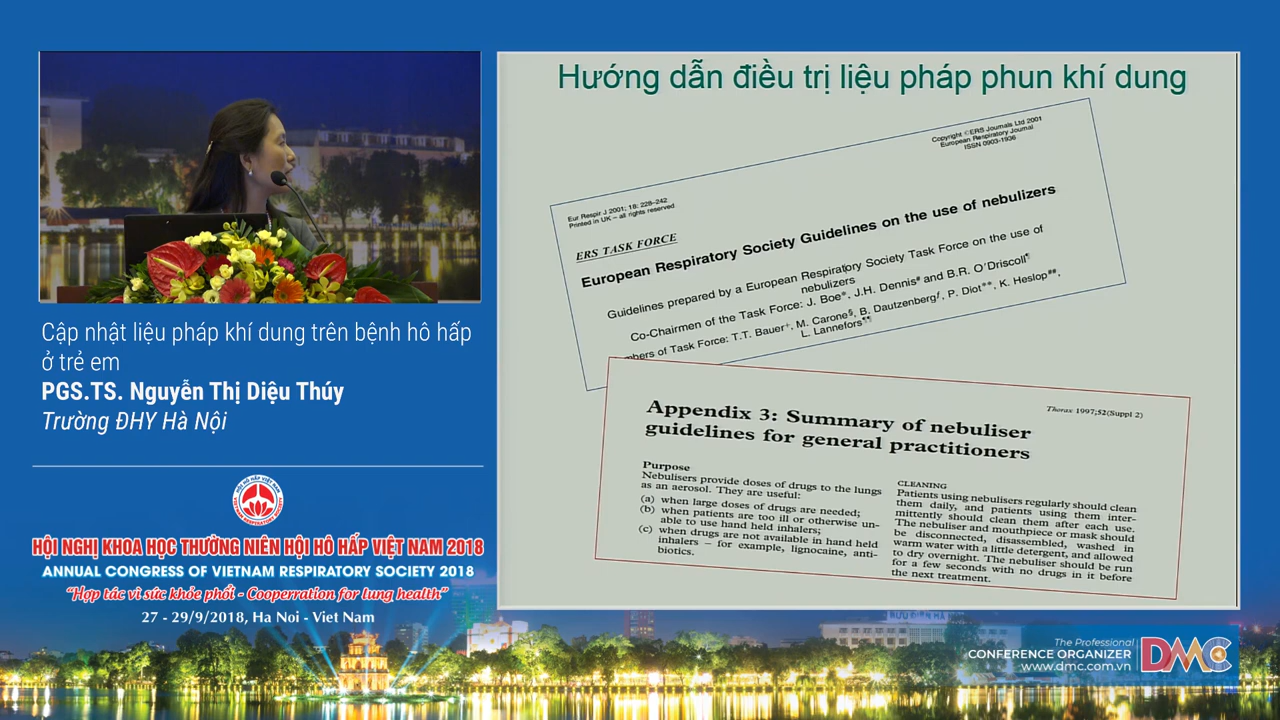 Hướng dẫn điều trị liệu pháp phun khí dung
Copyright ©ERS Journals Ltd 2001
European Respiratory Journal
ISSN 0903-1936
Eur Respir J 2001; 18: 228–242
Printed in UK – all rights reserved
ERS TASK FORCE
European Respiratory Society Guidelines on the use of nebulizers
Guidelines prepared by a European Respiratory Society Task Force on the use of
nebulizers
Co-Chairmen of the Task Force: J. Boe*, J.H. Dennis# and B.R. O'Driscoll¶
mbers of Task Force: T.T. Bauer+, M. Carone§, B. Dautzenbergƒ, P. Diot**, K. Heslop##,
L. Lannefors¶¶
Thorax 1997;52(Suppl 2)
Appendix 3: Summary of nebuliser
guidelines for general practitioners
Purpose
Nebulisers provide doses of drugs to the lungs
as an aerosol. They are useful:
(a) when large doses of drugs are needed;
(b) when patients are too ill or otherwise un-
able to use hand held inhalers;
(c) when drugs are not available in hand held
inhalers – for example, lignocaine, anti-
biotics.
CLEANING
Patients using nebulisers regularly should clean
them daily, and patients using them inter-
mittently should clean them after each use.
The nebuliser and mouthpiece or mask should
be disconnected, disassembled, washed in
warm water with a little detergent, and allowed
to dry overnight. The nebuliser should be run
for a few seconds with no drugs in it before
the next treatment.
Cập nhật liệu pháp khí dung trên bệnh hô hấp
ở trẻ em
PGS.TS. Nguyễn Thị Diệu Thúy
Trường ĐHY Hà Nội
HỘI HÔ HẤP VIỆT NAM
VIETNAM RESPIRATORY SOCIETY
HỘI NGHỊ KHOA HỌC THƯỜNG NIÊN HỘI HÔ HẤP VIỆT NAM 2018
ANNUAL CONGRESS OF VIETNAM RESPIRATORY SOCIETY 2018
"Hợp tác vì sức khỏe phổi - Cooperration for lung health"
27 - 29/9/2018, Ha Noi - Viet Nam
The Professional
CONFERENCE ORGANIZER
www.dmc.com.vn
DMC